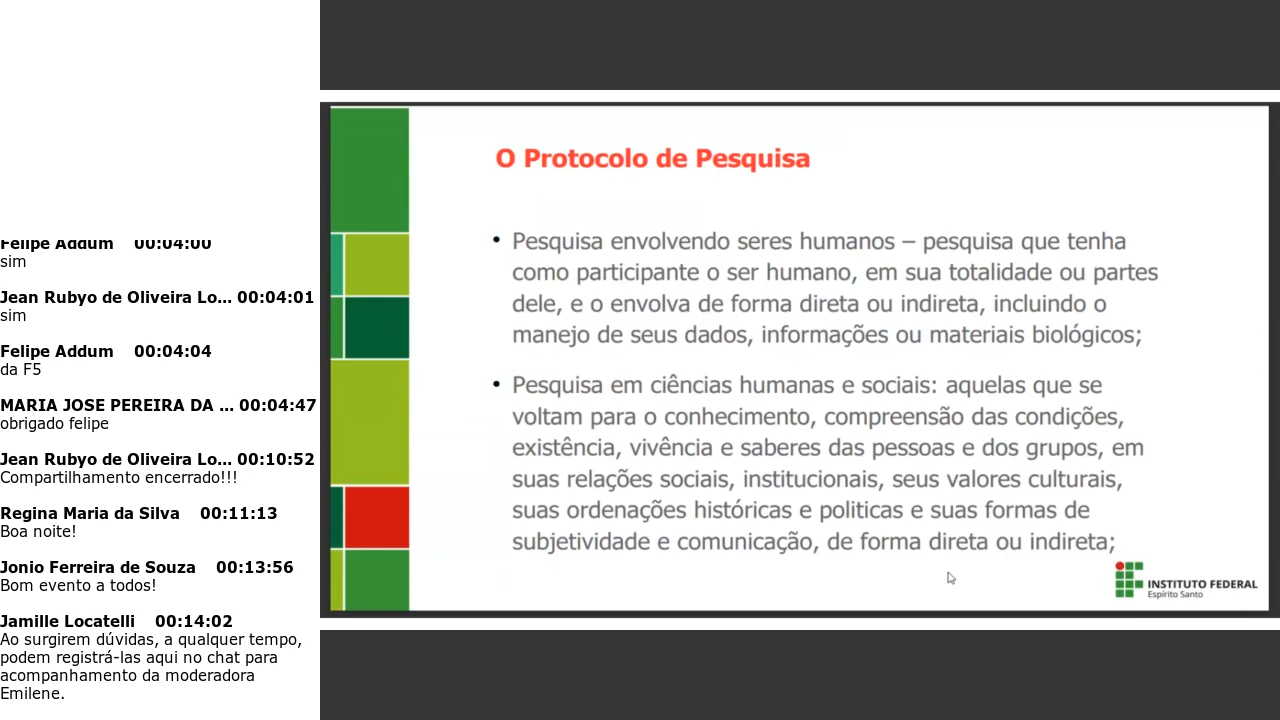 Felipe Addum 00:04:00
sim
Jean Rubyo de Oliveira Lo... 00:04:01
sim
Felipe Addum 00:04:04
da F5
MARIA JOSE PEREIRA DA ... 00:04:47
obrigado felipe
Jean Rubyo de Oliveira Lo... 00:10:52
Compartilhamento encerrado!!!
Regina Maria da Silva 00:11:13
Boa noite!
Jonio Ferreira de Souza 00:13:56
Bom evento a todos!
Jamille Locatelli 00:14:02
Ao surgirem dúvidas, a qualquer tempo,
podem registrá-las aqui no chat para
acompanhamento da moderadora
Emilene.
O Protocolo de Pesquisa
• Pesquisa envolvendo seres humanos – pesquisa que tenha
como participante o ser humano, em sua totalidade ou partes
dele, e o envolva de forma direta ou indireta, incluindo o
manejo de seus dados, informações ou materiais biológicos;
• Pesquisa em ciências humanas e sociais: aquelas que se
voltam para o conhecimento, compreensão das condições,
existência, vivência e saberes das pessoas e dos grupos, em
suas relações sociais, institucionais, seus valores culturais,
suas ordenações históricas e politicas e suas formas de
subjetividade e comunicação, de forma direta ou indireta;
INSTITUTO FEDERAL
Espírito Santo